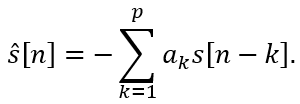 ŝ[n] = − ∑_{k=1}^{p} a_k s[n − k].